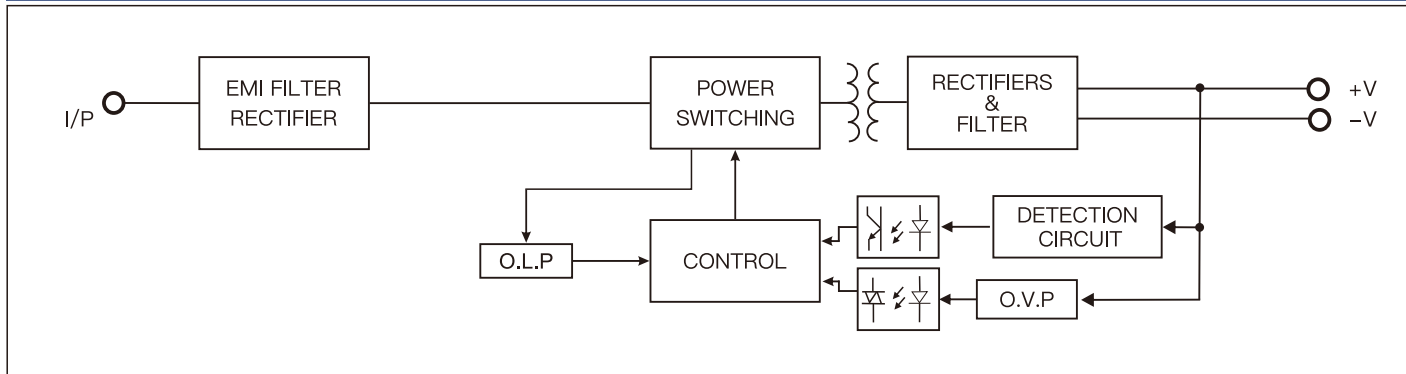 I/P
EMI FILTER
RECTIFIER
POWER
SWITCHING
RECTIFIERS
&
FILTER
+V
-V
O.L.P
CONTROL
DETECTION
CIRCUIT
O.V.P